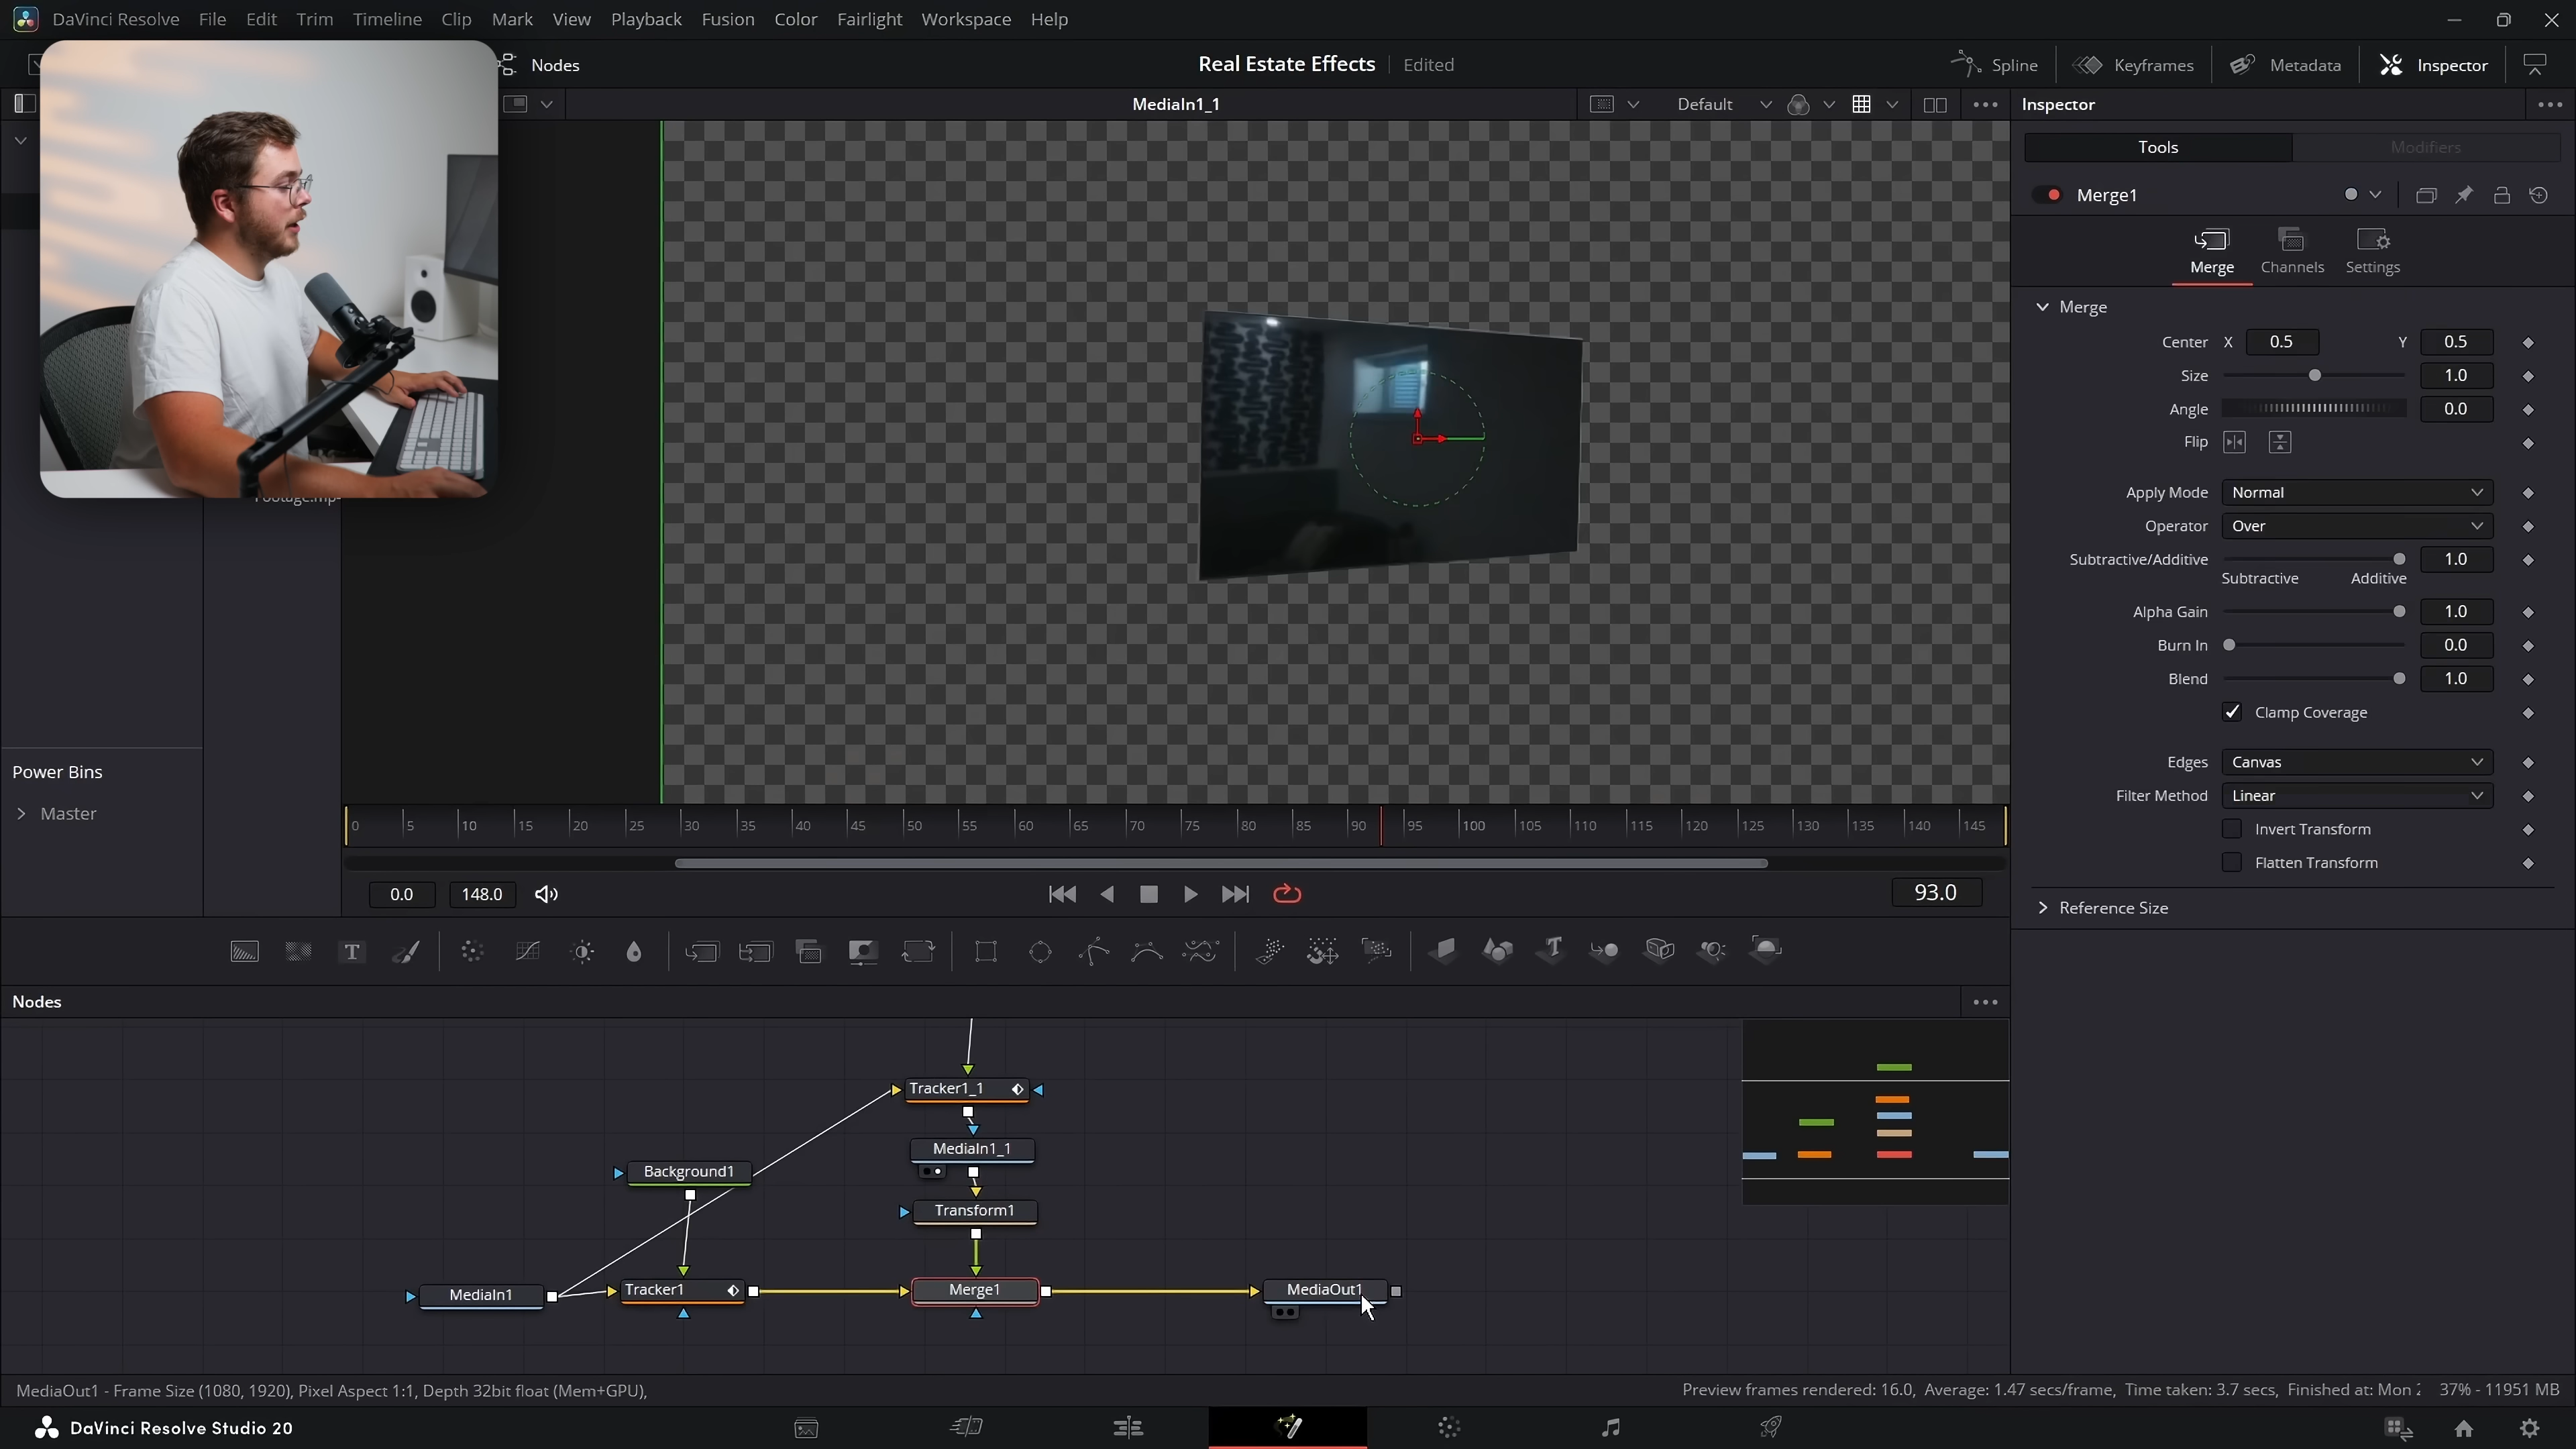 DaVinci Resolve File Edit Trim Timeline Clip Mark View Playback Fusion Color Fairlight Workspace Help
Nodes
Real Estate Effects Edited
Spline Keyframes Metadata Inspector
MediaIn1_1
Default
Inspector
Tools Modifiers
Merge1
Merge Channels Settings
Merge
Center X 0.5 Y 0.5
Size 1.0
Angle 0.0
Flip
Apply Mode Normal
Operator Over
Subtractive/Additive 1.0
Subtractive Additive
Alpha Gain 1.0
Burn In 0.0
Blend 1.0
Clamp Coverage
Edges Canvas
Filter Method Linear
Invert Transform
Flatten Transform
Reference Size
Power Bins
Master
0 5 10 15 20 25 30 35 40 45 50 55 60 65 70 75 80 85 90 95 100 105 110 115 120 125 130 135 140 145
0.0 148.0
93.0
Nodes
Tracker1_1
MediaIn1_1
Background1
Transform1
MediaIn1
Tracker1
Merge1
MediaOut1
MediaOut1 - Frame Size (1080, 1920), Pixel Aspect 1:1, Depth 32bit float (Mem+GPU),
Preview frames rendered: 16.0, Average: 1.47 secs/frame, Time taken: 3.7 secs, Finished at: Mon 37% - 11951 MB
DaVinci Resolve Studio 20